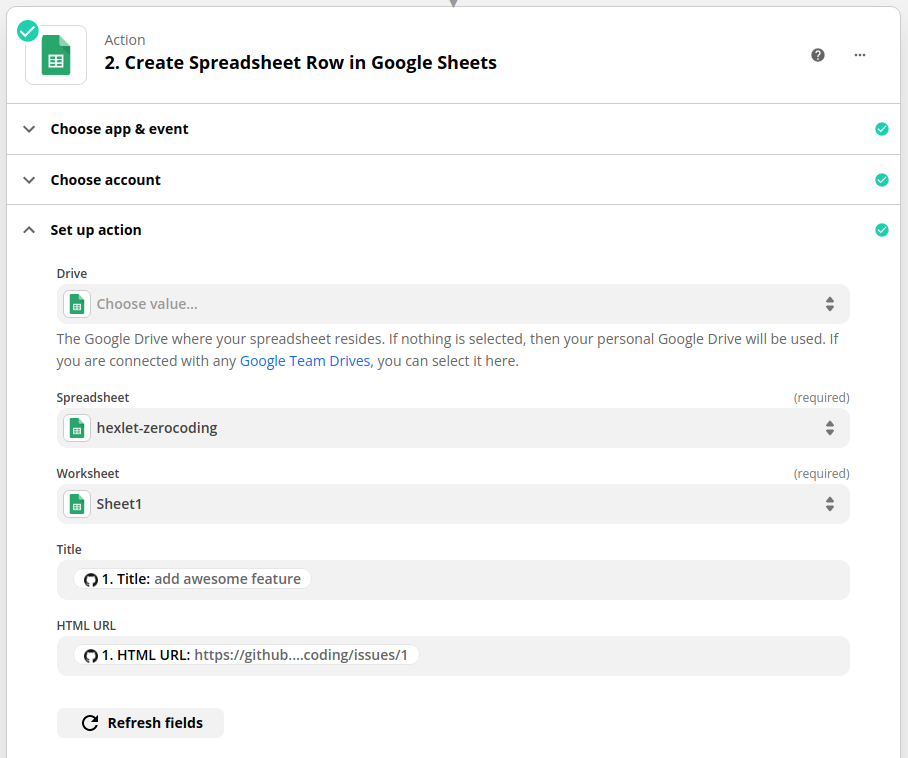 Action
2. Create Spreadsheet Row in Google Sheets
Choose app & event
Choose account
Set up action
Drive
Choose value...
The Google Drive where your spreadsheet resides. If nothing is selected, then your personal Google Drive will be used. If
you are connected with any Google Team Drives, you can select it here.
Spreadsheet (required)
hexlet-zerocoding
Worksheet (required)
Sheet1
Title
1. Title: add awesome feature
HTML URL
1. HTML URL: https://github....coding/issues/1
Refresh fields